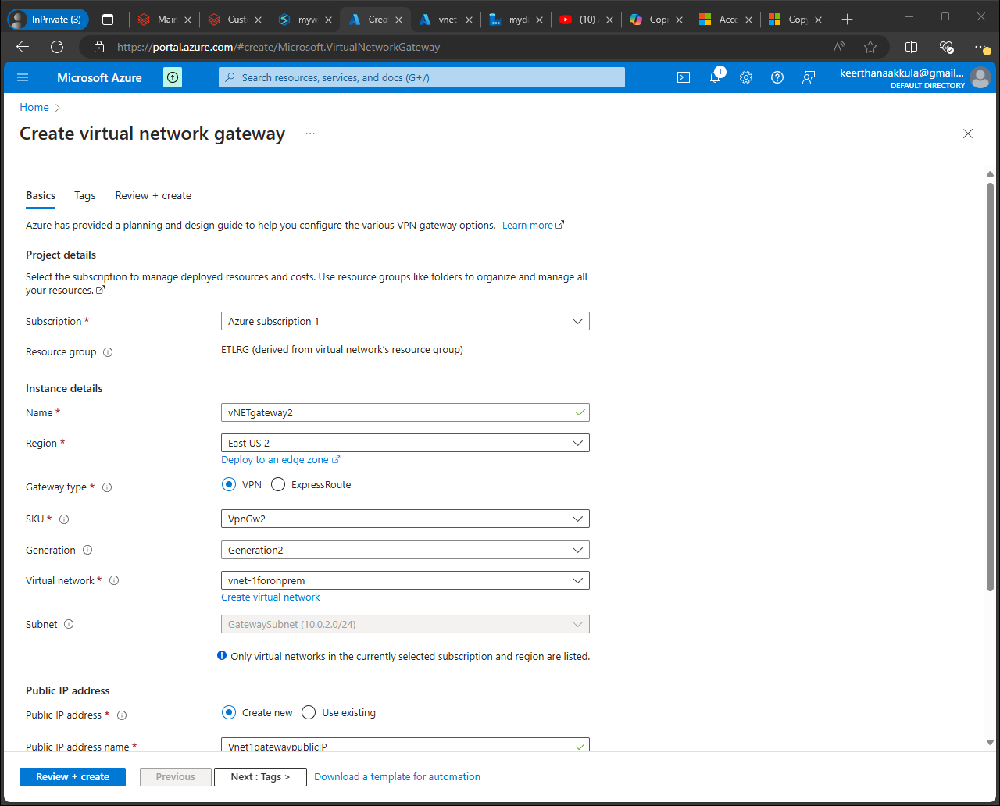 InPrivate (3)
Main
Custo
myw
Crea
vnet
myda
(10)
Copi
Acce
Cop
https://portal.azure.com/#create/Microsoft.VirtualNetworkGateway
Microsoft Azure
Search resources, services, and docs (G+/)
1
keerthanaakkula@gmail...
DEFAULT DIRECTORY
Home >
Create virtual network gateway ...
Basics Tags Review + create
Azure has provided a planning and design guide to help you configure the various VPN gateway options. Learn more
Project details
Select the subscription to manage deployed resources and costs. Use resource groups like folders to organize and manage all
your resources.
Subscription * Azure subscription 1
Resource group ETLRG (derived from virtual network's resource group)
Instance details
Name * vNETgateway2
Region * East US 2
Deploy to an edge zone
Gateway type * VPN ExpressRoute
SKU * VpnGw2
Generation Generation2
Virtual network * vnet-1foronprem
Create virtual network
Subnet GatewaySubnet (10.0.2.0/24)
Only virtual networks in the currently selected subscription and region are listed.
Public IP address
Public IP address * Create new Use existing
Public IP address name * Vnet1gatewaypublicIP
Review + create Previous Next : Tags > Download a template for automation